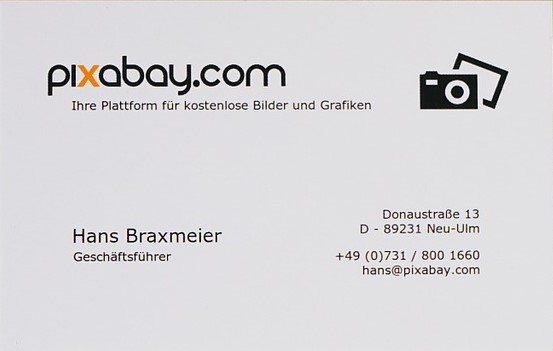 pixabay.com
Ihre Plattform für kostenlose Bilder und Grafiken
Hans Braxmeier
Geschäftsführer
Donaustraße 13
D - 89231 Neu-Ulm
+49 (0)731 / 800 1660
hans@pixabay.com